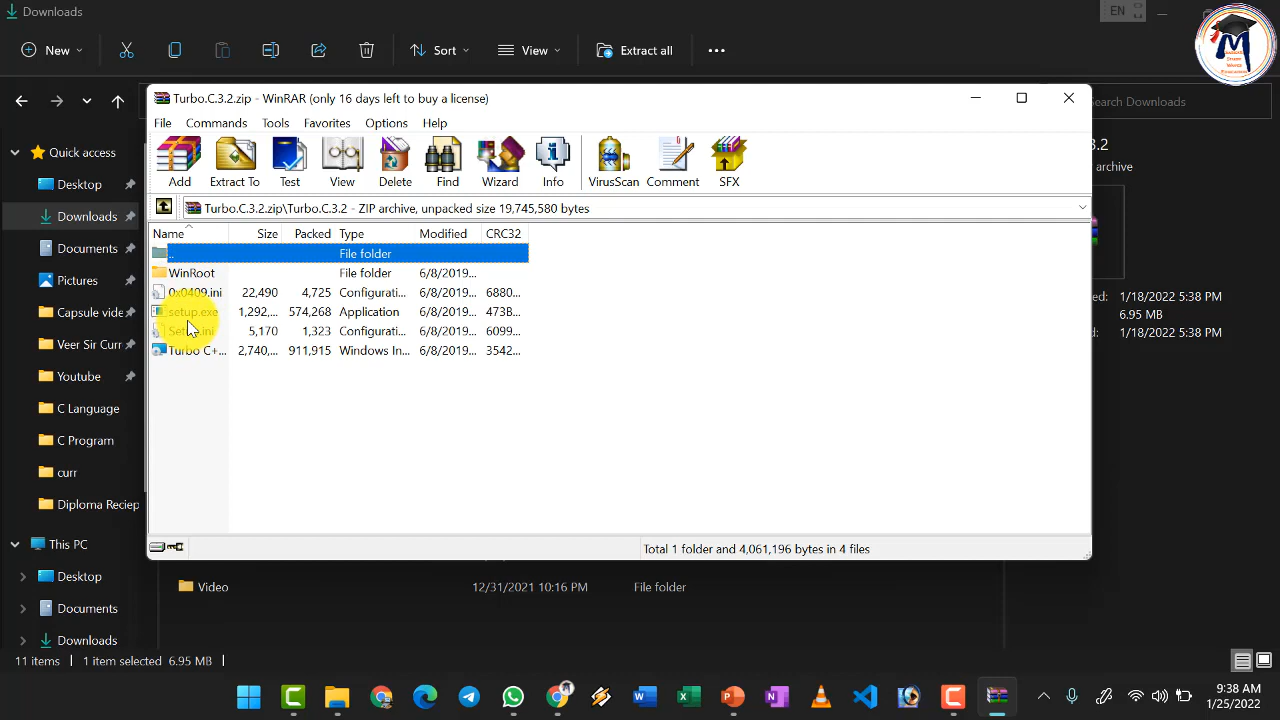 Downloads
EN
New
Sort
View
Extract all
Search Downloads
Turbo.C.3.2.zip - WinRAR (only 16 days left to buy a license)
File Commands Tools Favorites Options Help
Add Extract To Test View Delete Find Wizard Info VirusScan Comment SFX
Turbo.C.3.2.zip\Turbo.C.3.2 - ZIP archive, unpacked size 19,745,580 bytes
Name Size Packed Type Modified CRC32
.. File folder
WinRoot File folder 6/8/2019...
0x0409.ini 22,490 4,725 Configurati... 6/8/2019... 6880...
setup.exe 1,292,... 574,268 Application 6/8/2019... 473B...
Setup.ini 5,170 1,323 Configurati... 6/8/2019... 6099...
Turbo C+... 2,740,... 911,915 Windows In... 6/8/2019... 3542...
Total 1 folder and 4,061,196 bytes in 4 files
Quick access
Desktop
Downloads
Documents
Pictures
Capsule vide
Veer Sir Curr
Youtube
C Language
C Program
curr
Diploma Reciep
This PC
Desktop
Documents
Downloads
3.2
archive
ed: 1/18/2022 5:38 PM
6.95 MB
1/18/2022 5:38 PM
Video 12/31/2021 10:16 PM File folder
11 items 1 item selected 6.95 MB
9:38 AM
1/25/2022